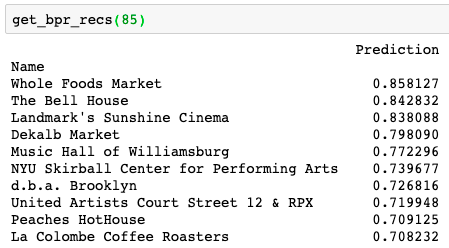 get_bpr_recs(85)
Prediction
Name
Whole Foods Market 0.858127
The Bell House 0.842832
Landmark's Sunshine Cinema 0.838088
Dekalb Market 0.798090
Music Hall of Williamsburg 0.772296
NYU Skirball Center for Performing Arts 0.739677
d.b.a. Brooklyn 0.726816
United Artists Court Street 12 & RPX 0.719948
Peaches HotHouse 0.709125
La Colombe Coffee Roasters 0.708232